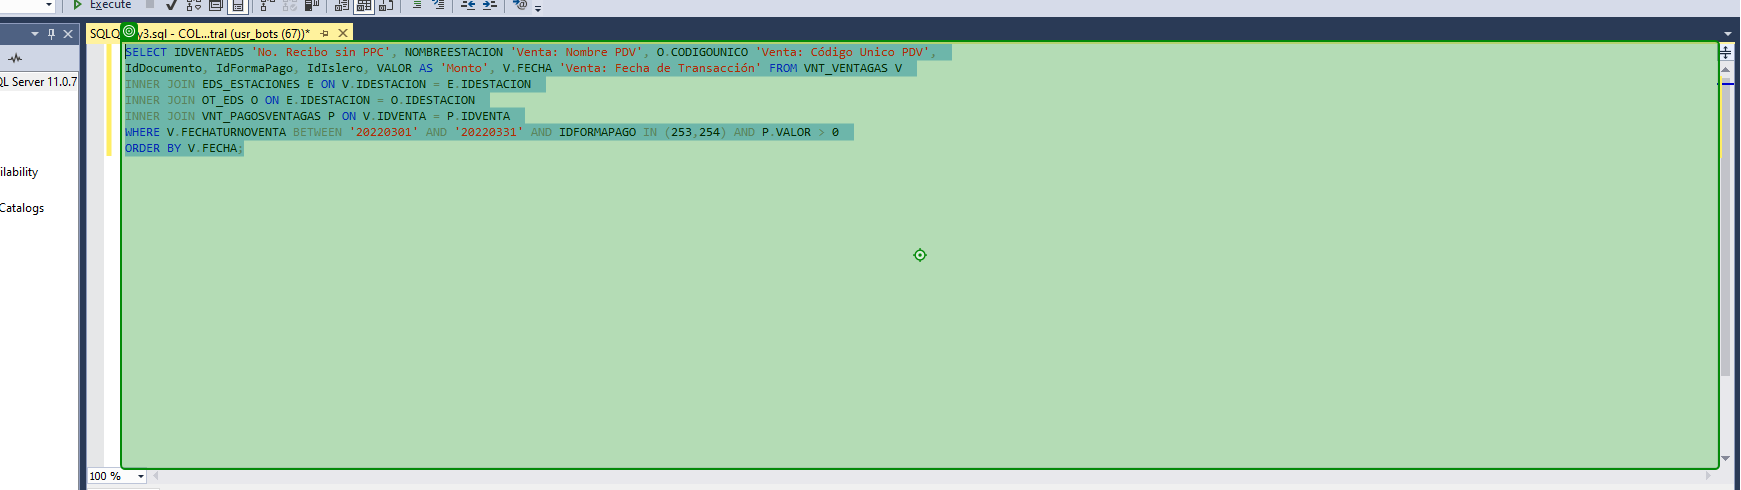 Execute
SQLQ y3.sql - COL...tral (usr_bots (67))*
SELECT IDVENTAEDS 'No. Recibo sin PPC', NOMBREESTACION 'Venta: Nombre PDV', O.CODIGOUNICO 'Venta: Código Unico PDV',
IdDocumento, IdFormaPago, IdIslero, VALOR AS 'Monto', V.FECHA 'Venta: Fecha de Transacción' FROM VNT_VENTAGAS V
INNER JOIN EDS_ESTACIONES E ON V.IDESTACION = E.IDESTACION
INNER JOIN OT_EDS O ON E.IDESTACION = O.IDESTACION
INNER JOIN VNT_PAGOSVENTAGAS P ON V.IDVENTA = P.IDVENTA
WHERE V.FECHATURNOVENTA BETWEEN '20220301' AND '20220331' AND IDFORMAPAGO IN (253,254) AND P.VALOR > 0
ORDER BY V.FECHA;
QL Server 11.0.7
ilability
Catalogs
100 %